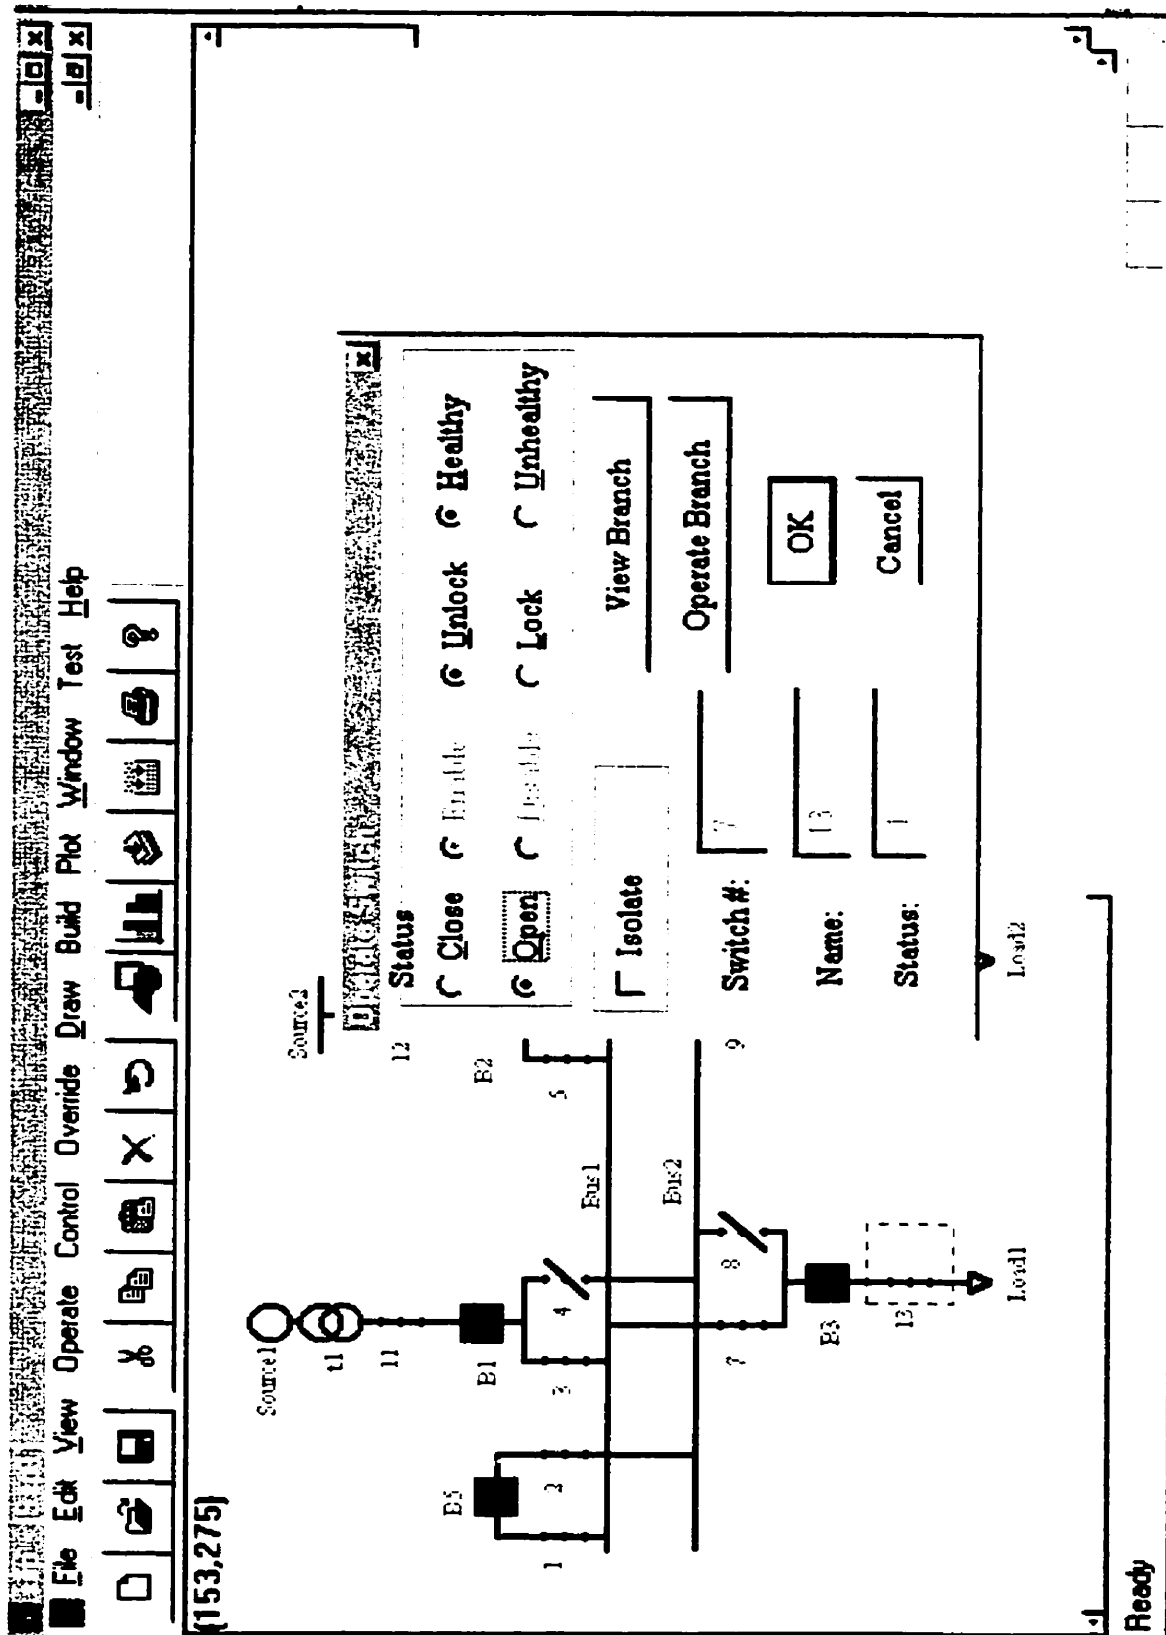 File Edit View Operate Control Override Draw Build Plot Window Test Help
(153,275)
Source1
Source2
t1
11
12
B5
B1
B2
1
2
3
4
5
Bus1
Bus2
7
8
9
B3
13
Load1
Load2
Status
Close Enable Unlock Healthy
Open Disable Lock Unhealthy
Isolate
View Branch
Switch #: 7
Operate Branch
Name: 13
OK
Status: 1
Cancel
Ready